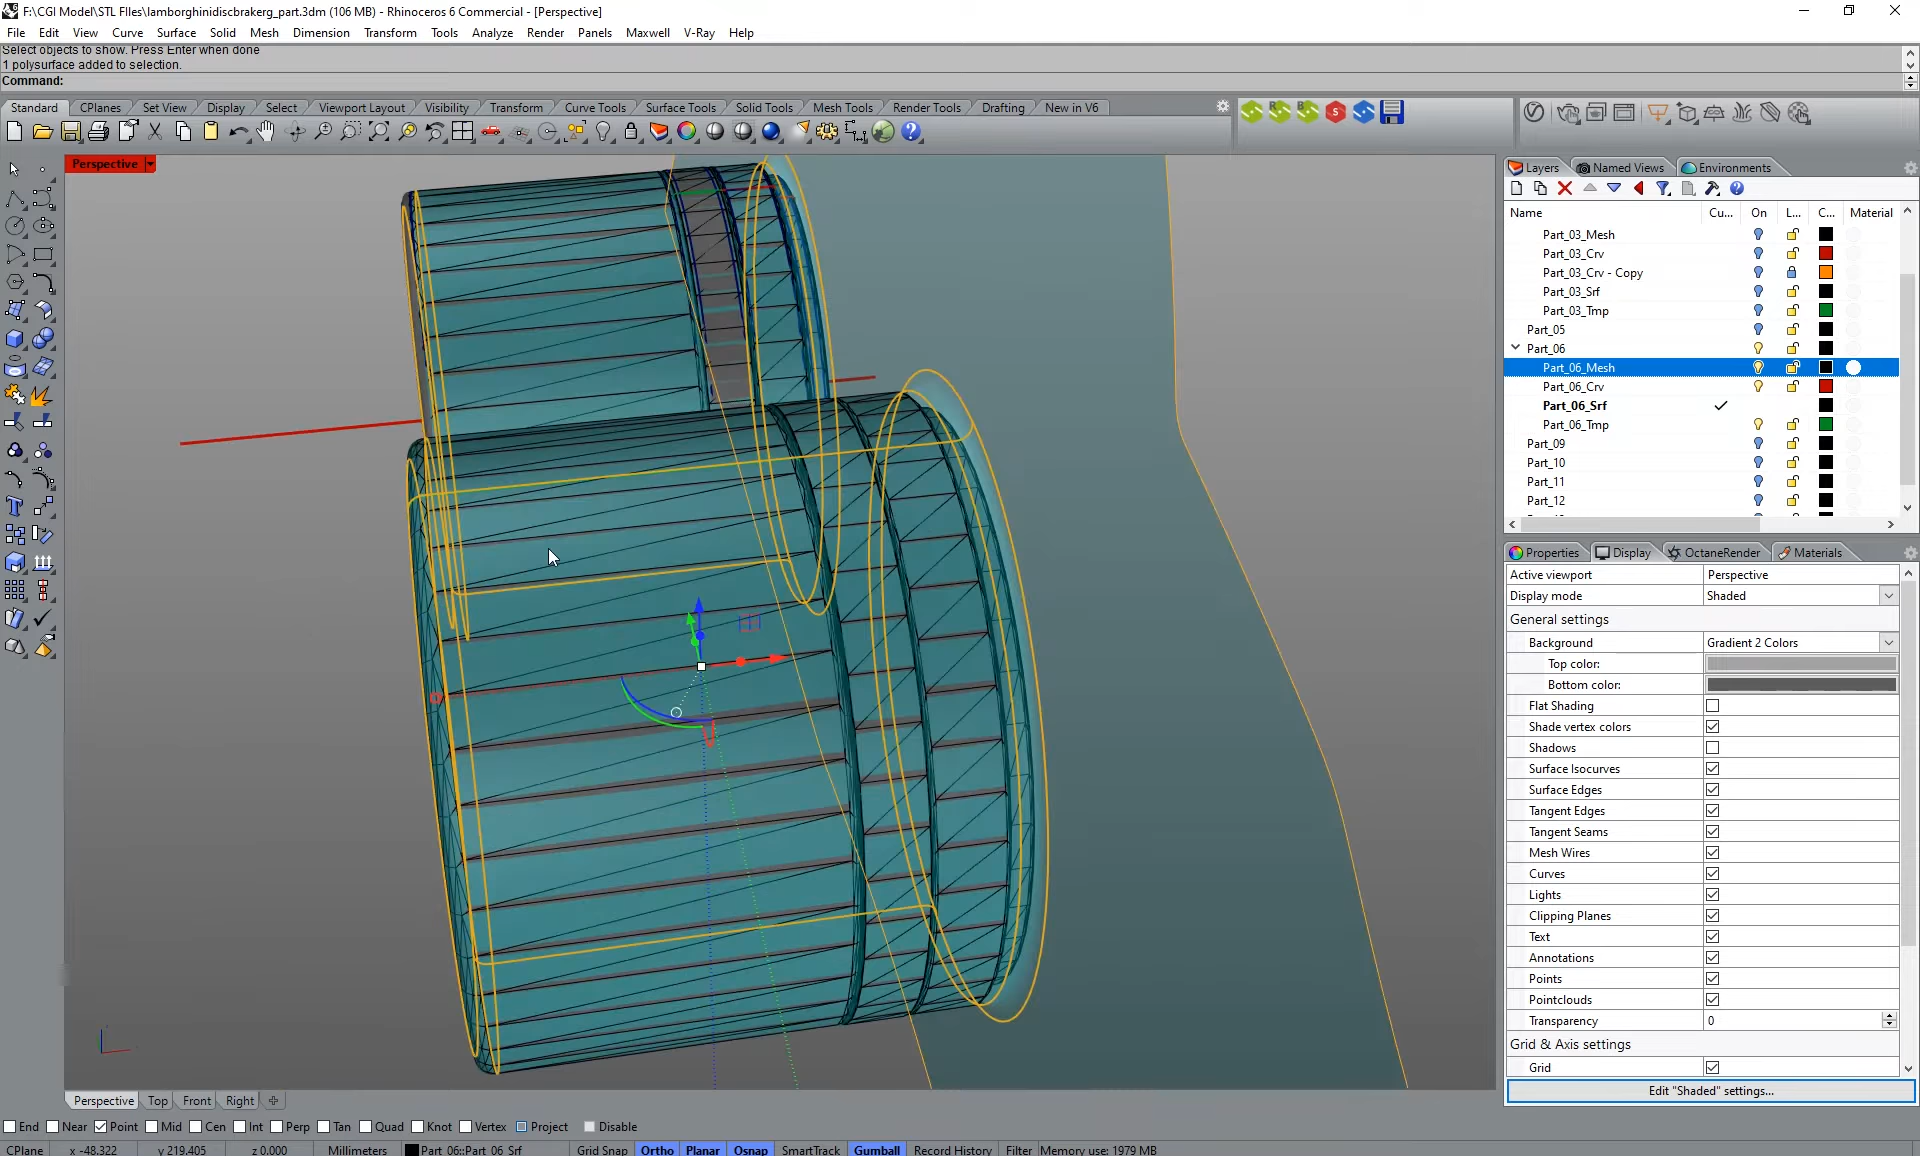 F:\CGI Model\STL FIles\lamborghinidiscbrakerg_part.3dm (106 MB) - Rhinoceros 6 Commercial - [Perspective]
File Edit View Curve Surface Solid Mesh Dimension Transform Tools Analyze Render Panels Maxwell V-Ray Help
Select objects to show. Press Enter when done
1 polysurface added to selection.
Command:
Standard CPlanes Set View Display Select Viewport Layout Visibility Transform Curve Tools Surface Tools Solid Tools Mesh Tools Render Tools Drafting New in V6
Perspective
Layers Named Views Environments
Name Cu... On L... C... Material
Part_03_Mesh
Part_03_Crv
Part_03_Crv - Copy
Part_03_Srf
Part_03_Tmp
Part_05
Part_06
Part_06_Mesh
Part_06_Crv
Part_06_Srf
Part_06_Tmp
Part_09
Part_10
Part_11
Part_12
Properties Display OctaneRender Materials
Active viewport Perspective
Display mode Shaded
General settings
Background Gradient 2 Colors
Top color:
Bottom color:
Flat Shading
Shade vertex colors
Shadows
Surface Isocurves
Surface Edges
Tangent Edges
Tangent Seams
Mesh Wires
Curves
Lights
Clipping Planes
Text
Annotations
Points
Pointclouds
Transparency 0
Grid & Axis settings
Grid
Edit "Shaded" settings...
Perspective Top Front Right
End Near Point Mid Cen Int Perp Tan Quad Knot Vertex Project Disable
CPlane x -48.322 y 219.405 z 0.000 Millimeters Part_06::Part_06_Srf Grid Snap Ortho Planar Osnap SmartTrack Gumball Record History Filter Memory use: 1979 MB